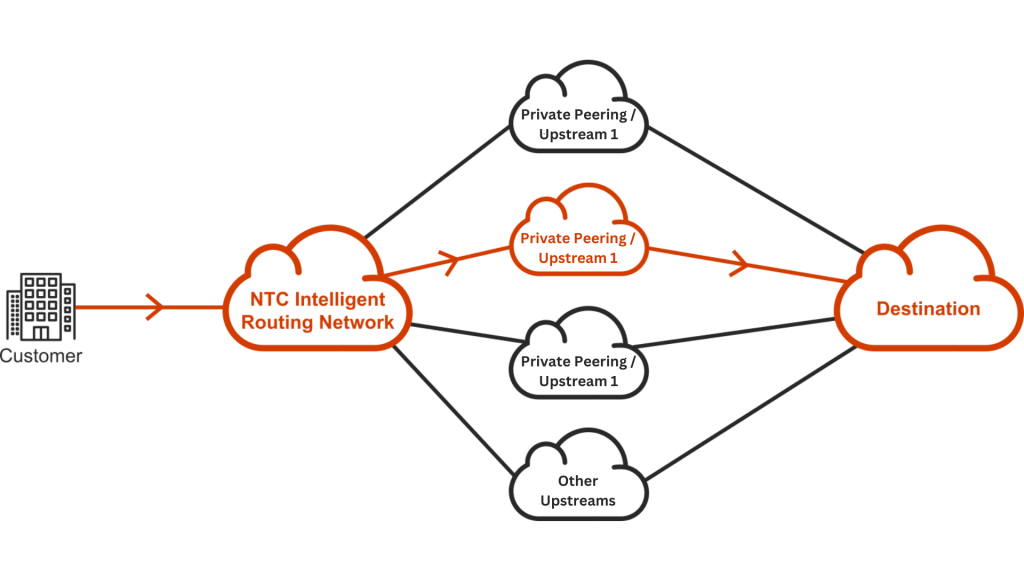 Private Peering /
Upstream 1
Private Peering /
Upstream 1
NTC Intelligent
Routing Network
Destination
Customer
Private Peering /
Upstream 1
Other
Upstreams